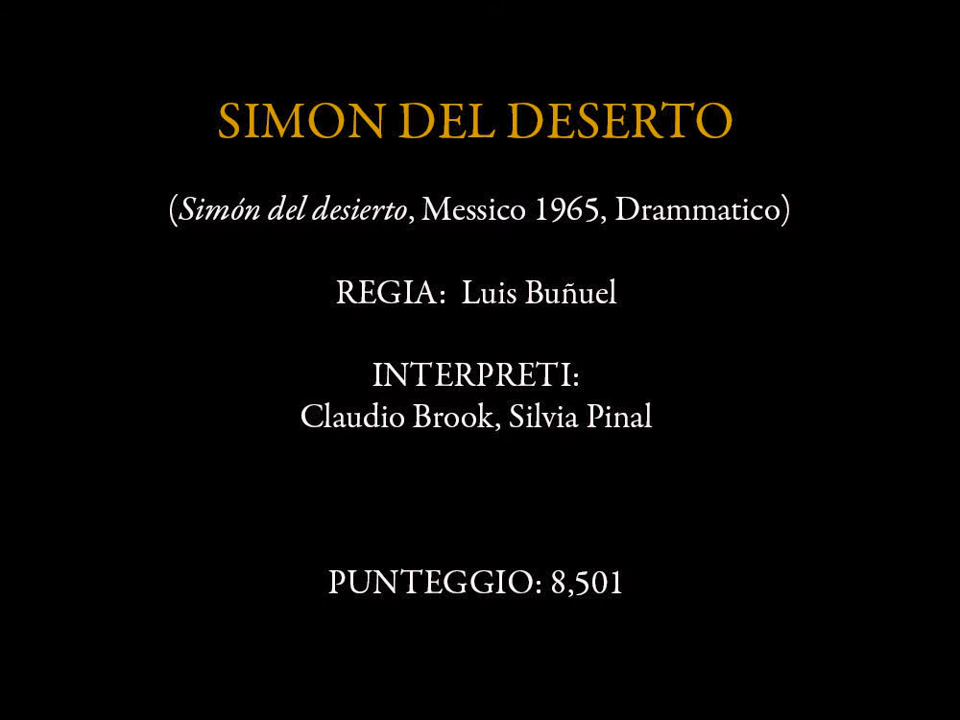 SIMON DEL DESERTO
(Simón del desierto, Messico 1965, Drammatico)
REGIA: Luis Buñuel
INTERPRETI:
Claudio Brook, Silvia Pinal
PUNTEGGIO: 8,501